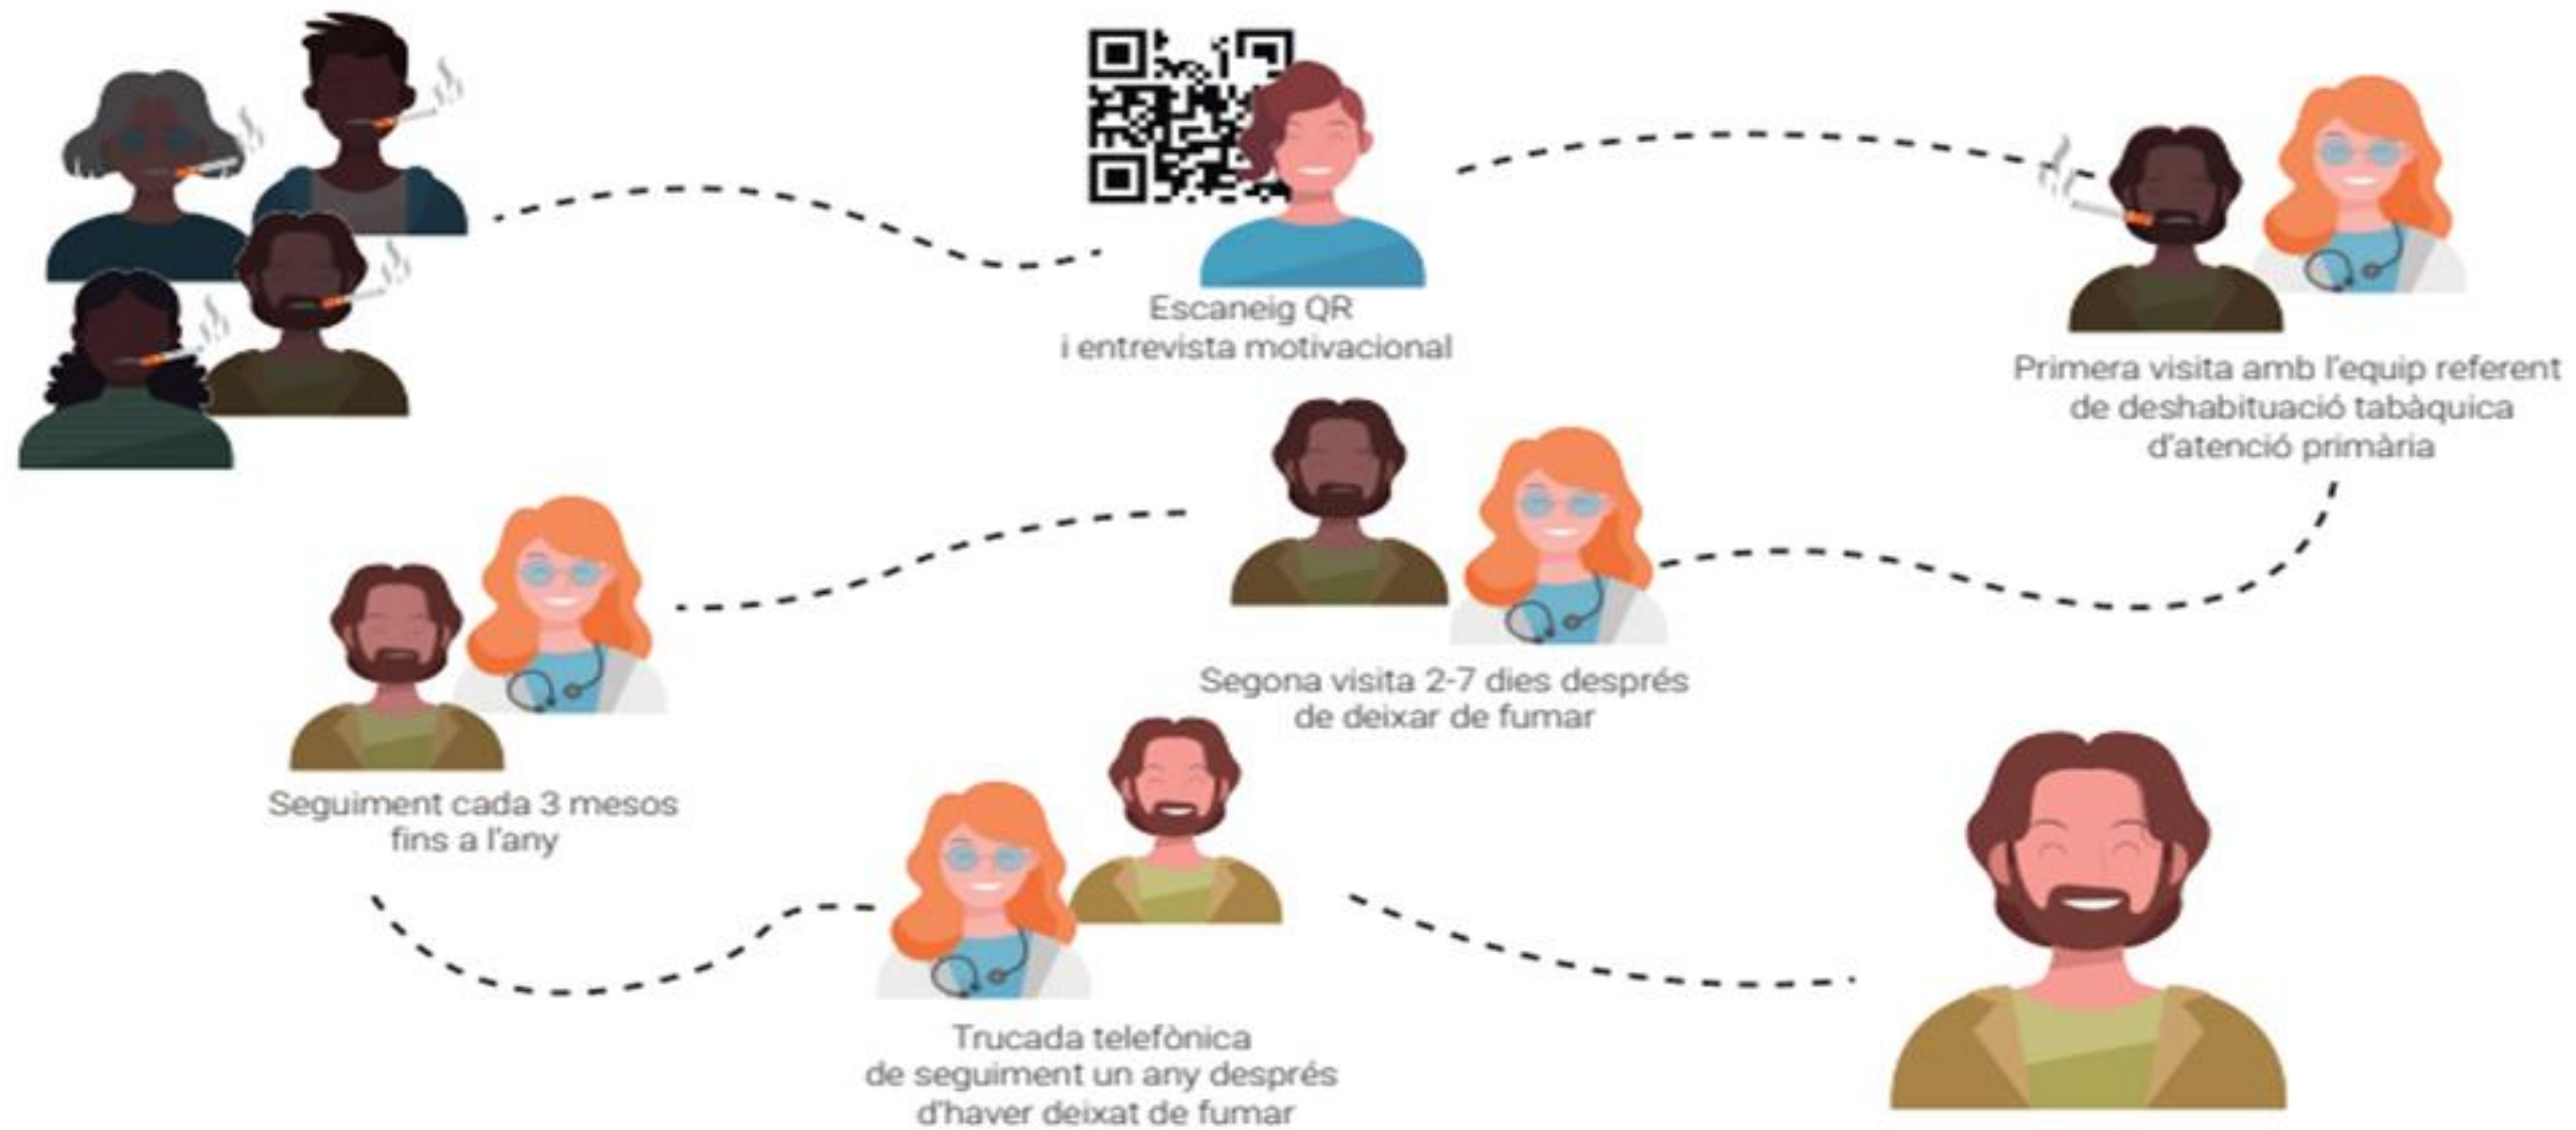 Escaneig QR
i entrevista motivacional
Primera visita amb l'equip referent
de deshabituació tabàquica
d'atenció primària
Segona visita 2-7 dies després
de deixar de fumar
Seguiment cada 3 mesos
fins a l'any
Trucada telefònica
de seguiment un any després
d'haver deixat de fumar